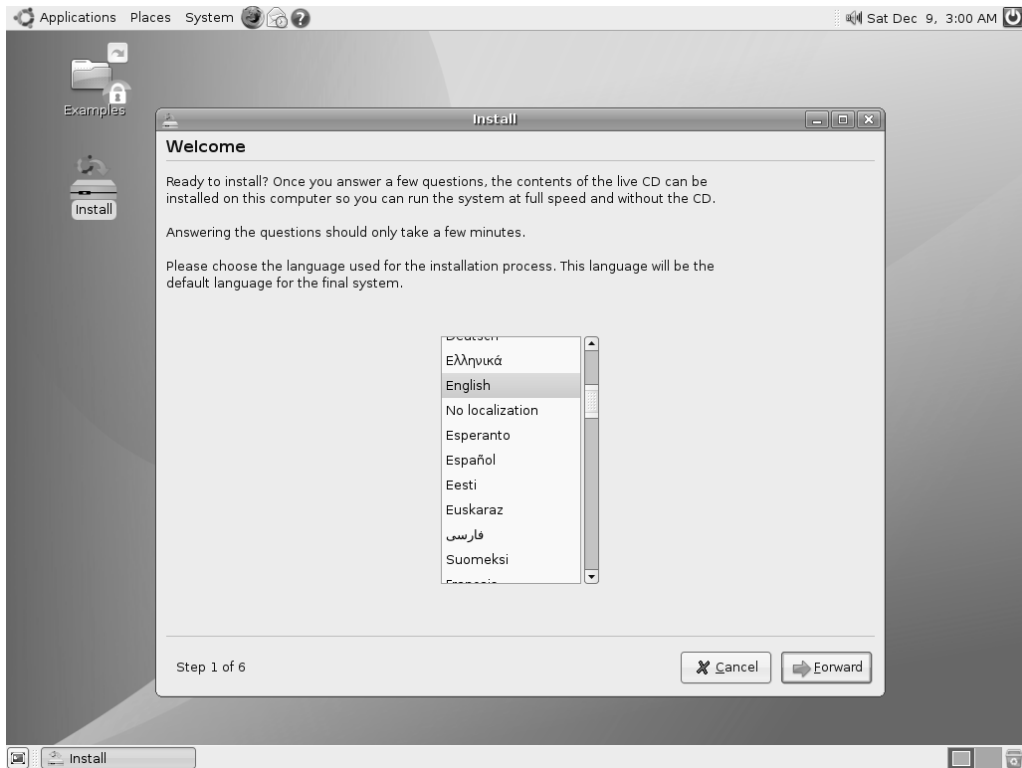 Applications Places System
Sat Dec 9, 3:00 AM
Examples
Install
Install
Welcome
Ready to install? Once you answer a few questions, the contents of the live CD can be
installed on this computer so you can run the system at full speed and without the CD.
Answering the questions should only take a few minutes.
Please choose the language used for the installation process. This language will be the
default language for the final system.
Deutsch
Ελληνικά
English
No localization
Esperanto
Español
Eesti
Euskaraz
فارسی
Suomeksi
Français
Step 1 of 6
Cancel
Forward
Install